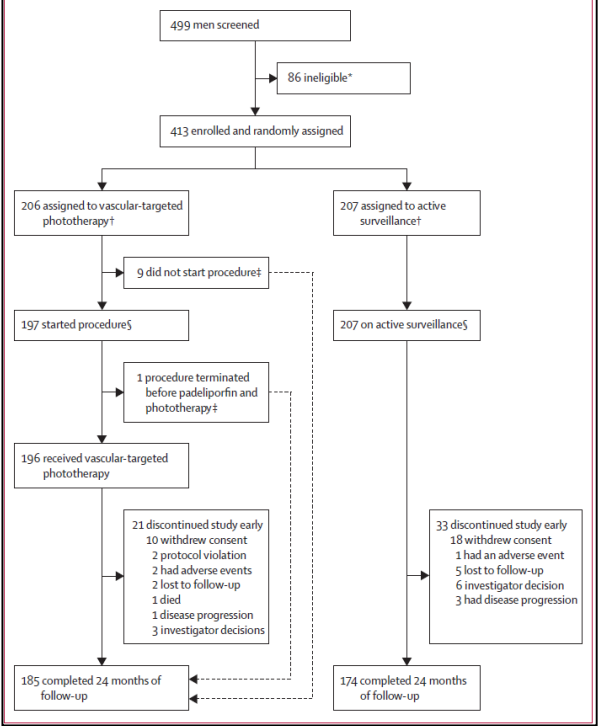 499 men screened
86 ineligible*
413 enrolled and randomly assigned
206 assigned to vascular-targeted
phototherapy†
207 assigned to active
surveillance†
9 did not start procedure‡
197 started procedure§
207 on active surveillance§
1 procedure terminated
before padeliporfin and
phototherapy‡
196 received vascular-targeted
phototherapy
21 discontinued study early
10 withdrew consent
2 protocol violation
2 had adverse events
2 lost to follow-up
1 died
1 disease progression
3 investigator decisions
33 discontinued study early
18 withdrew consent
1 had an adverse event
5 lost to follow-up
6 investigator decision
3 had disease progression
185 completed 24 months of
follow-up
174 completed 24 months
of follow-up